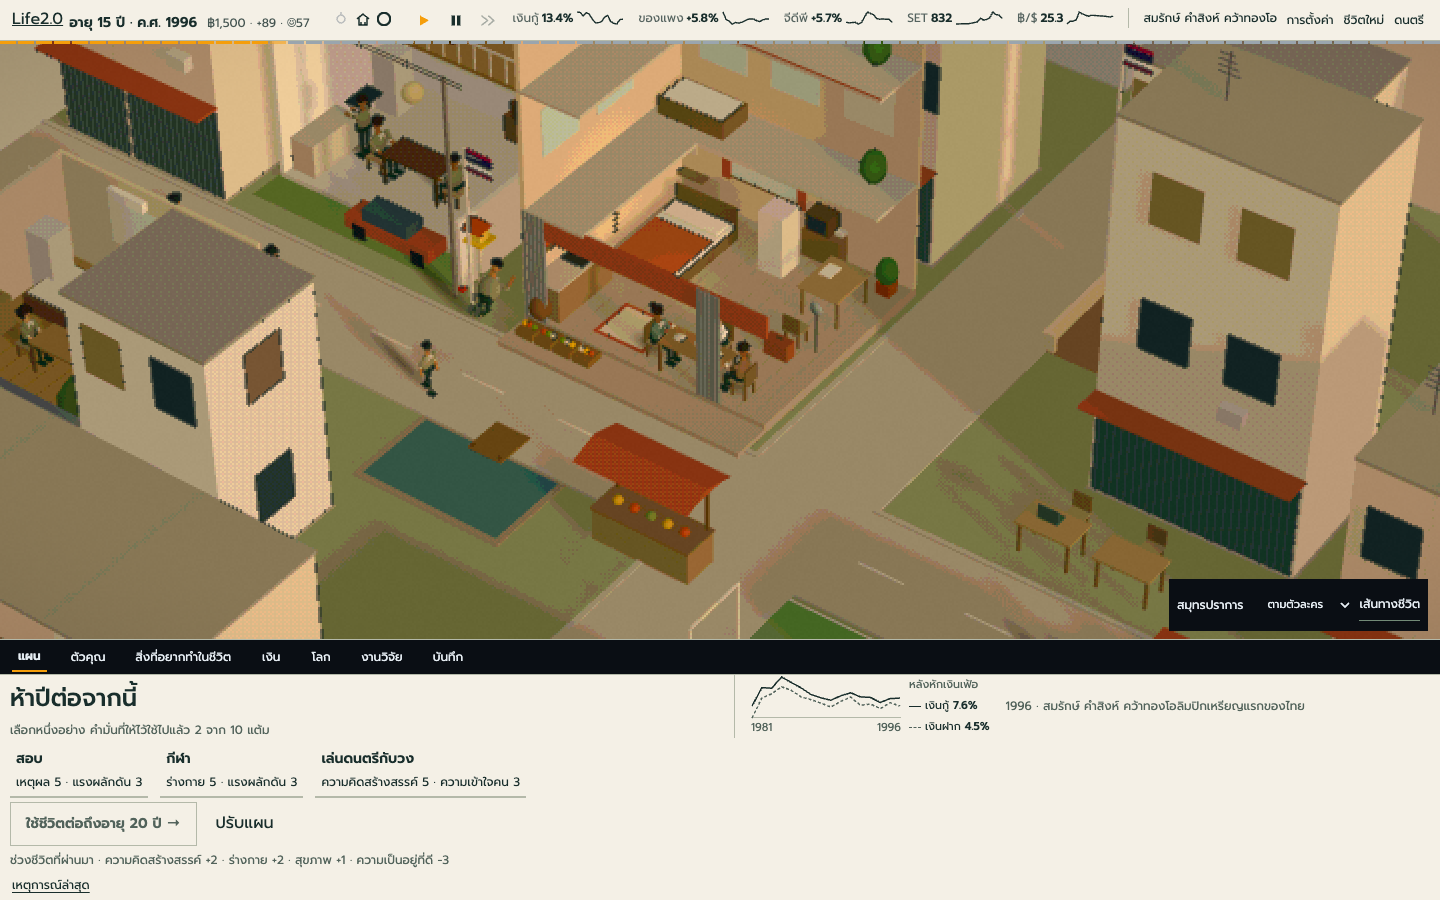 Life2.0 อายุ 15 ปี · ค.ศ. 1996 ฿1,500 · +89 · ☺57 เงินกู้ 13.4% ของแพง +5.8% จีดีพี +5.7% SET 832 ฿/$ 25.3 สมรักษ์ คำสิงห์ คว้าทองโอ การตั้งค่า ชีวิตใหม่ ดนตรี
สมุทรปราการ ตามตัวละคร เส้นทางชีวิต
แผน ตัวคุณ สิ่งที่อยากทำในชีวิต เงิน โลก งานวิจัย บันทึก
ห้าปีต่อจากนี้
เลือกหนึ่งอย่าง คำมั่นที่ให้ไว้ใช้ไปแล้ว 2 จาก 10 แต้ม
สอบ
เหตุผล 5 · แรงผลักดัน 3
กีฬา
ร่างกาย 5 · แรงผลักดัน 3
เล่นดนตรีกับวง
ความคิดสร้างสรรค์ 5 · ความเข้าใจคน 3
ใช้ชีวิตต่อถึงอายุ 20 ปี → ปรับแผน
ช่วงชีวิตที่ผ่านมา · ความคิดสร้างสรรค์ +2 · ร่างกาย +2 · สุขภาพ +1 · ความเป็นอยู่ที่ดี -3
เหตุการณ์ล่าสุด
หลังหักเงินเฟ้อ
เงินกู้ 7.6%
เงินฝาก 4.5%
1981 1996
1996 · สมรักษ์ คำสิงห์ คว้าทองโอลิมปิกเหรียญแรกของไทย